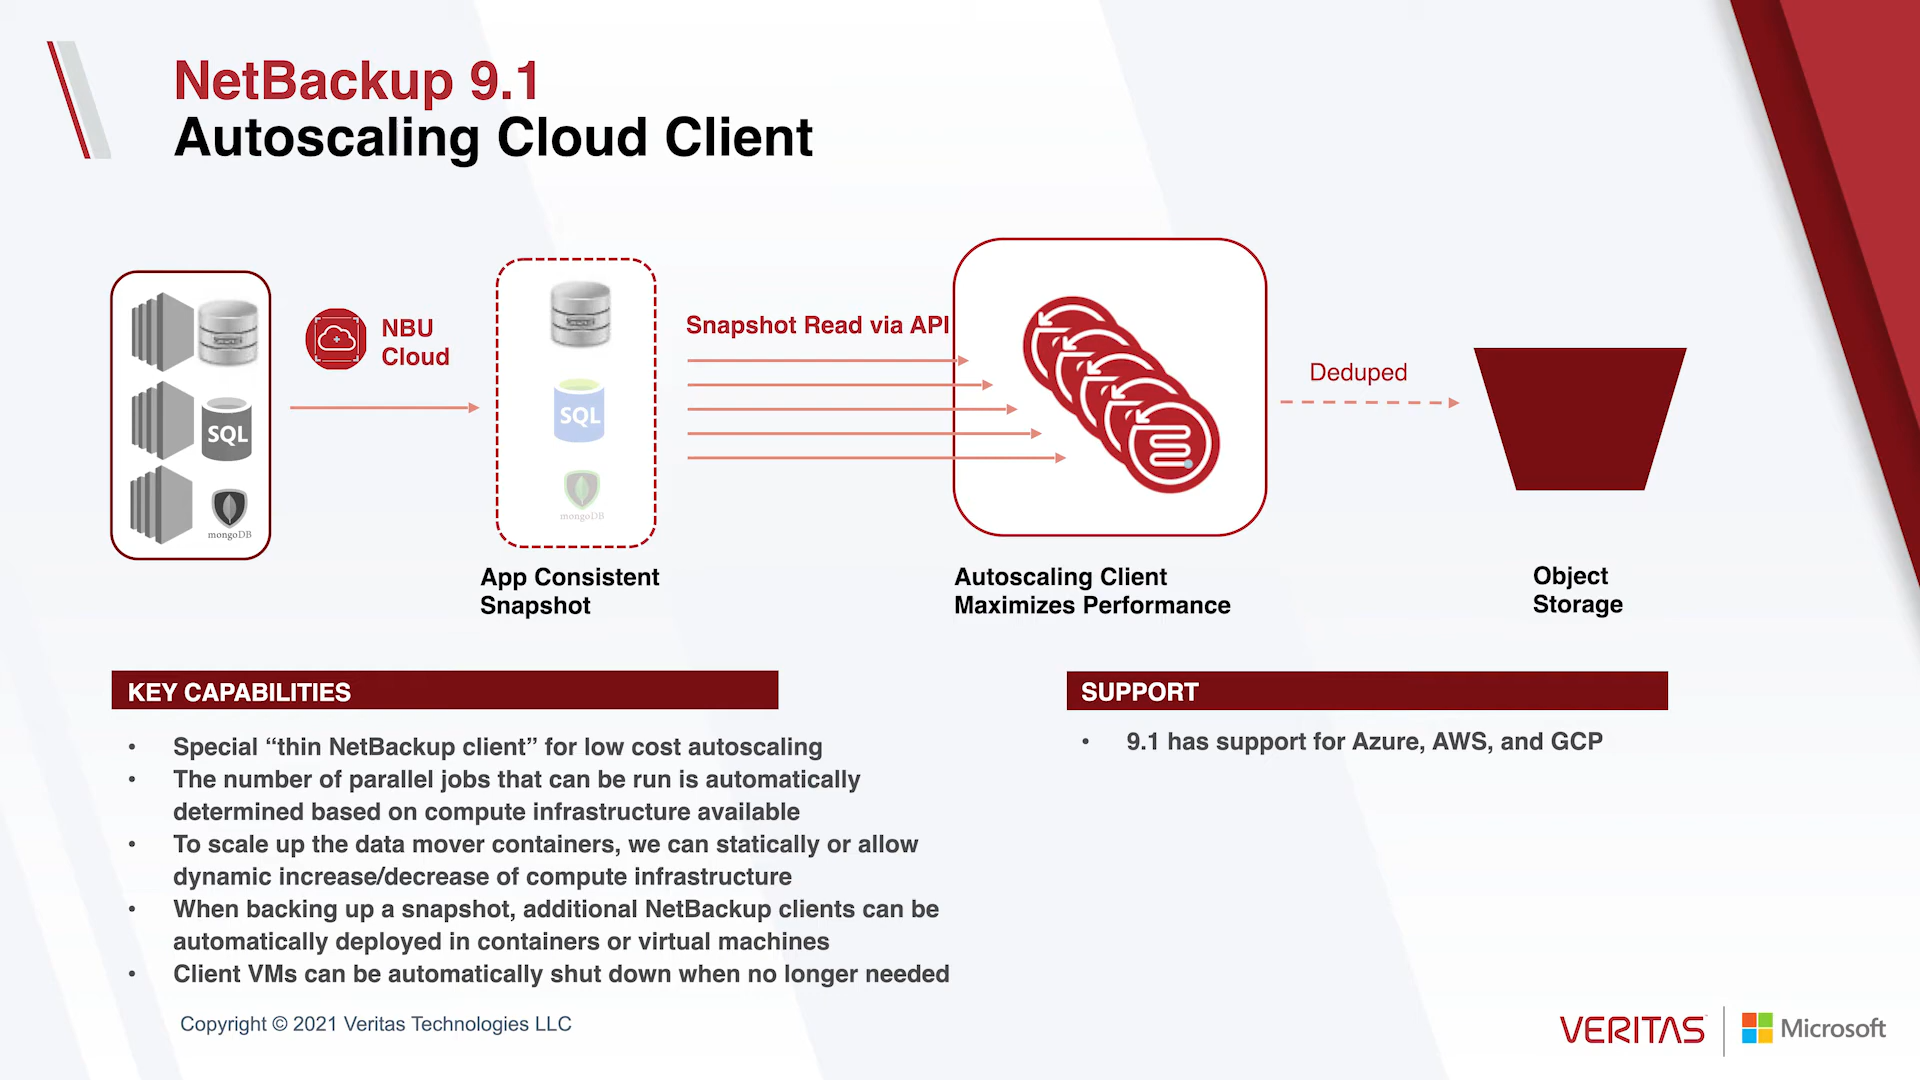 NetBackup 9.1
Autoscaling Cloud Client
SQL
mongoDB
NBU
Cloud
SQL
mongoDB
App Consistent
Snapshot
Snapshot Read via API
Autoscaling Client
Maximizes Performance
Deduped
Object
Storage
KEY CAPABILITIES
• Special “thin NetBackup client” for low cost autoscaling
• The number of parallel jobs that can be run is automatically
determined based on compute infrastructure available
• To scale up the data mover containers, we can statically or allow
dynamic increase/decrease of compute infrastructure
• When backing up a snapshot, additional NetBackup clients can be
automatically deployed in containers or virtual machines
• Client VMs can be automatically shut down when no longer needed
SUPPORT
• 9.1 has support for Azure, AWS, and GCP
Copyright © 2021 Veritas Technologies LLC
VERITAS
Microsoft